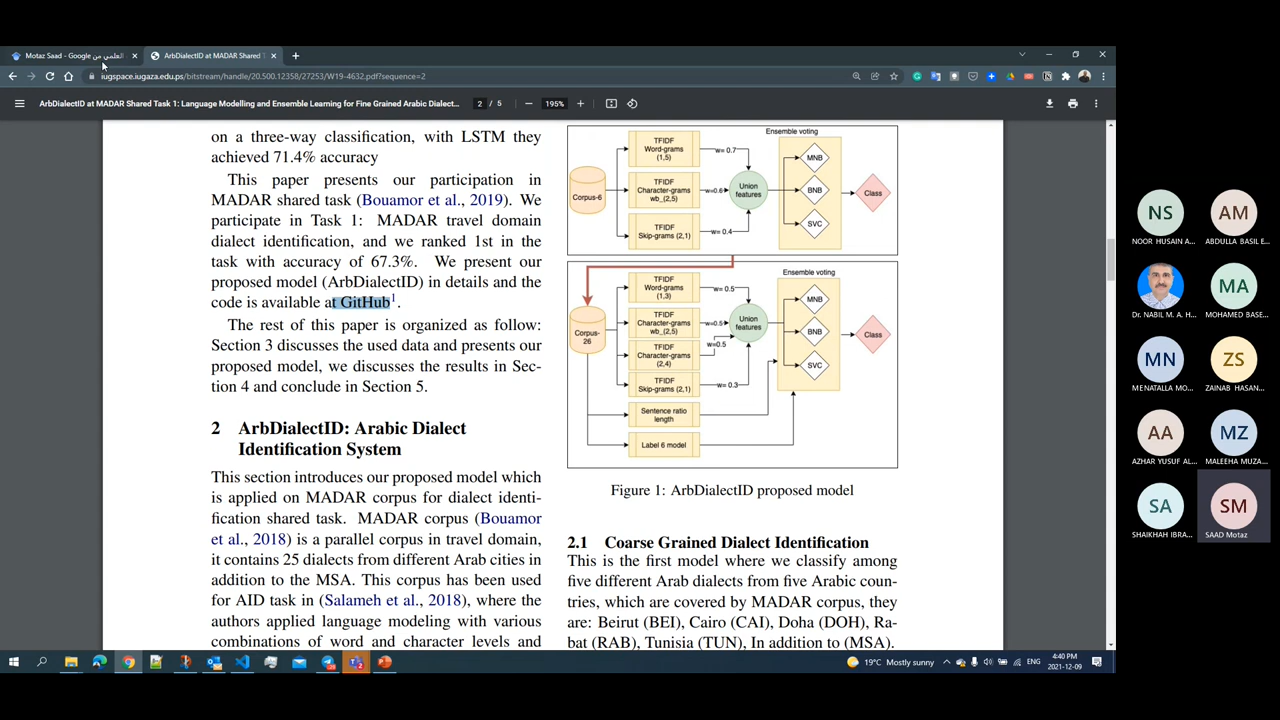 Motaz Saad - Google العلمي من
ArbDialectID at MADAR Shared T
iugspace.iugaza.edu.ps/bitstream/handle/20.500.12358/27253/W19-4632.pdf?sequence=2
ArbDialectID at MADAR Shared Task 1: Language Modelling and Ensemble Learning for Fine Grained Arabic Dialect...
2 / 5
195%
on a three-way classification, with LSTM they
achieved 71.4% accuracy
This paper presents our participation in
MADAR shared task (Bouamor et al., 2019). We
participate in Task 1: MADAR travel domain
dialect identification, and we ranked 1st in the
task with accuracy of 67.3%. We present our
proposed model (ArbDialectID) in details and the
code is available at GitHub1.
The rest of this paper is organized as follow:
Section 3 discusses the used data and presents our
proposed model, we discusses the results in Sec-
tion 4 and conclude in Section 5.
2 ArbDialectID: Arabic Dialect
Identification System
This section introduces our proposed model which
is applied on MADAR corpus for dialect identi-
fication shared task. MADAR corpus (Bouamor
et al., 2018) is a parallel corpus in travel domain,
it contains 25 dialects from different Arab cities in
addition to the MSA. This corpus has been used
for AID task in (Salameh et al., 2018), where the
authors applied language modeling with various
combinations of word and character levels and
Ensemble voting
Corpus-6
TFIDF
Word-grams
(1,5)
w= 0.7
TFIDF
Character-grams
wb_(2,5)
w=0.6
TFIDF
Skip-grams (2,1)
w= 0.4
Union
features
MNB
BNB
SVC
Class
Ensemble voting
Corpus-
26
TFIDF
Word-grams
(1,3)
w= 0.5
TFIDF
Character-grams
wb_(2,5)
w=0.5
TFIDF
Character-grams
(2,4)
w=0.5
TFIDF
Skip-grams (2,1)
w= 0.3
Sentence ratio
length
Label 6 model
Union
features
MNB
BNB
SVC
Class
Figure 1: ArbDialectID proposed model
2.1 Coarse Grained Dialect Identification
This is the first model where we classify among
five different Arab dialects from five Arabic coun-
tries, which are covered by MADAR corpus, they
are: Beirut (BEI), Cairo (CAI), Doha (DOH), Ra-
bat (RAB), Tunisia (TUN), In addition to (MSA).
19°C Mostly sunny
ENG
4:40 PM
2021-12-09
NS
NOOR HUSAIN A...
AM
ABDULLA BASIL E...
Dr. NABIL M. A. H...
MA
MOHAMED BASE...
MN
MENATALLA MO...
ZS
ZAINAB HASAN...
AA
AZHAR YUSUF AL...
MZ
MALEEHA MUZA...
SA
SHAIKHAH IBRA...
SM
SAAD Motaz